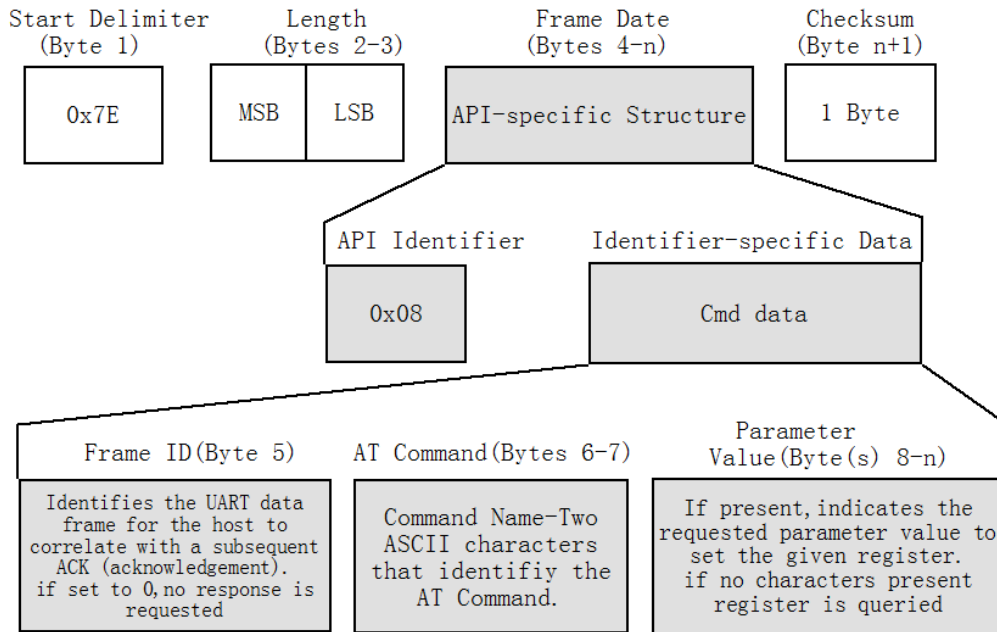 Start Delimiter
(Byte 1)
Length
(Bytes 2-3)
Frame Date
(Bytes 4-n)
Checksum
(Byte n+1)
0x7E
MSB
LSB
API-specific Structure
1 Byte
API Identifier
Identifier-specific Data
0x08
Cmd data
Frame ID(Byte 5)
AT Command(Bytes 6-7)
Parameter
Value(Byte(s) 8-n)
Identifies the UART data
frame for the host to
correlate with a subsequent
ACK (acknowledgement).
if set to 0,no response is
requested
Command Name-Two
ASCII characters
that identifiy the
AT Command.
If present,indicates the
requested parameter value to
set the given register.
if no characters present
register is queried